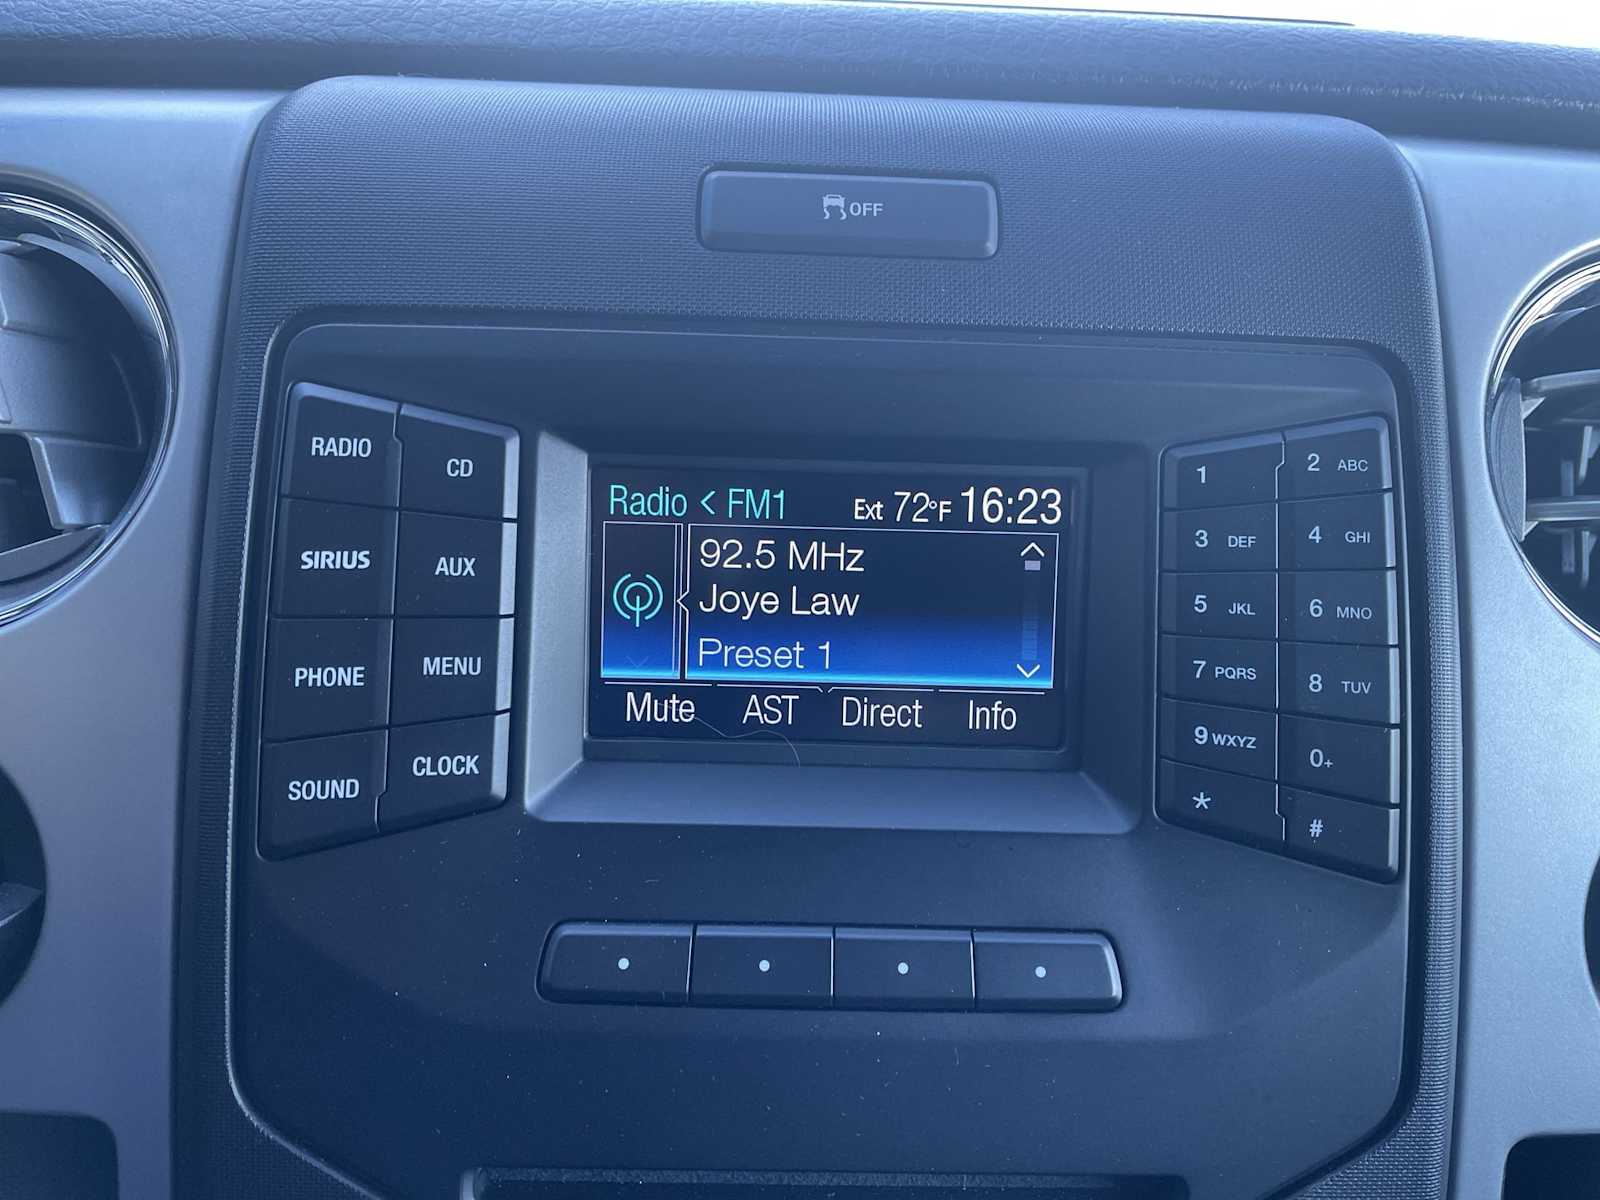 OFF
RADIO
CD
SIRIUS
AUX
PHONE
MENU
SOUND
CLOCK
Radio < FM1 Ext 72°F 16:23
92.5 MHz
Joye Law
Preset 1
Mute AST Direct Info
1
2 ABC
3 DEF
4 GHI
5 JKL
6 MNO
7 PQRS
8 TUV
9 WXYZ
0+
*
#